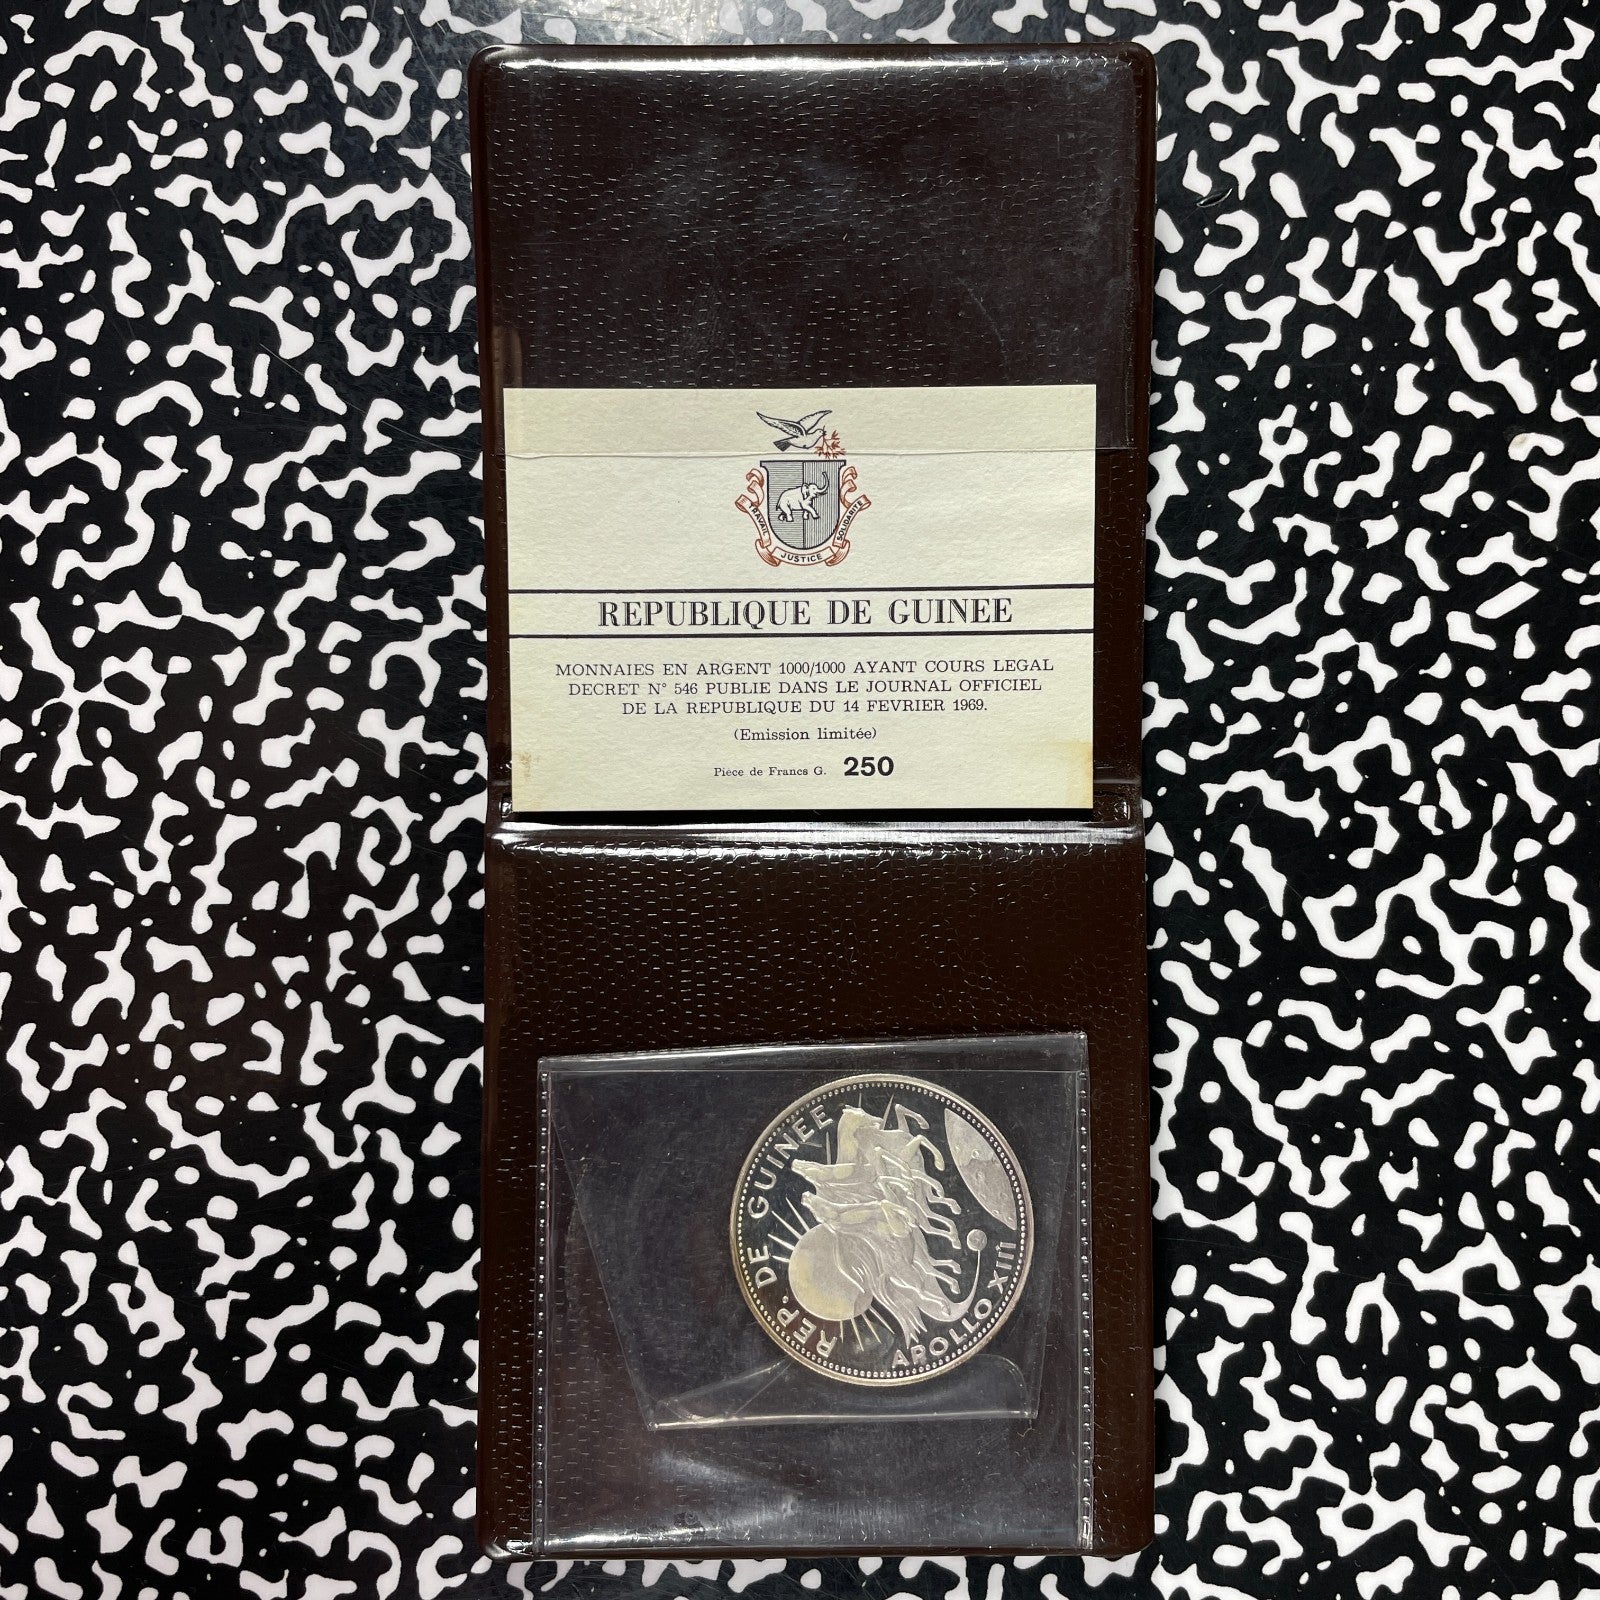 TRAVAIL
JUSTICE
SOLIDARITE
REPUBLIQUE DE GUINEE
MONNAIES EN ARGENT 1000/1000 AYANT COURS LEGAL
DECRET N° 546 PUBLIE DANS LE JOURNAL OFFICIEL
DE LA REPUBLIQUE DU 14 FEVRIER 1969.
(Emission limitée)
Pièce de Francs G. 250
REP. DE GUINEE
APOLLO XIII